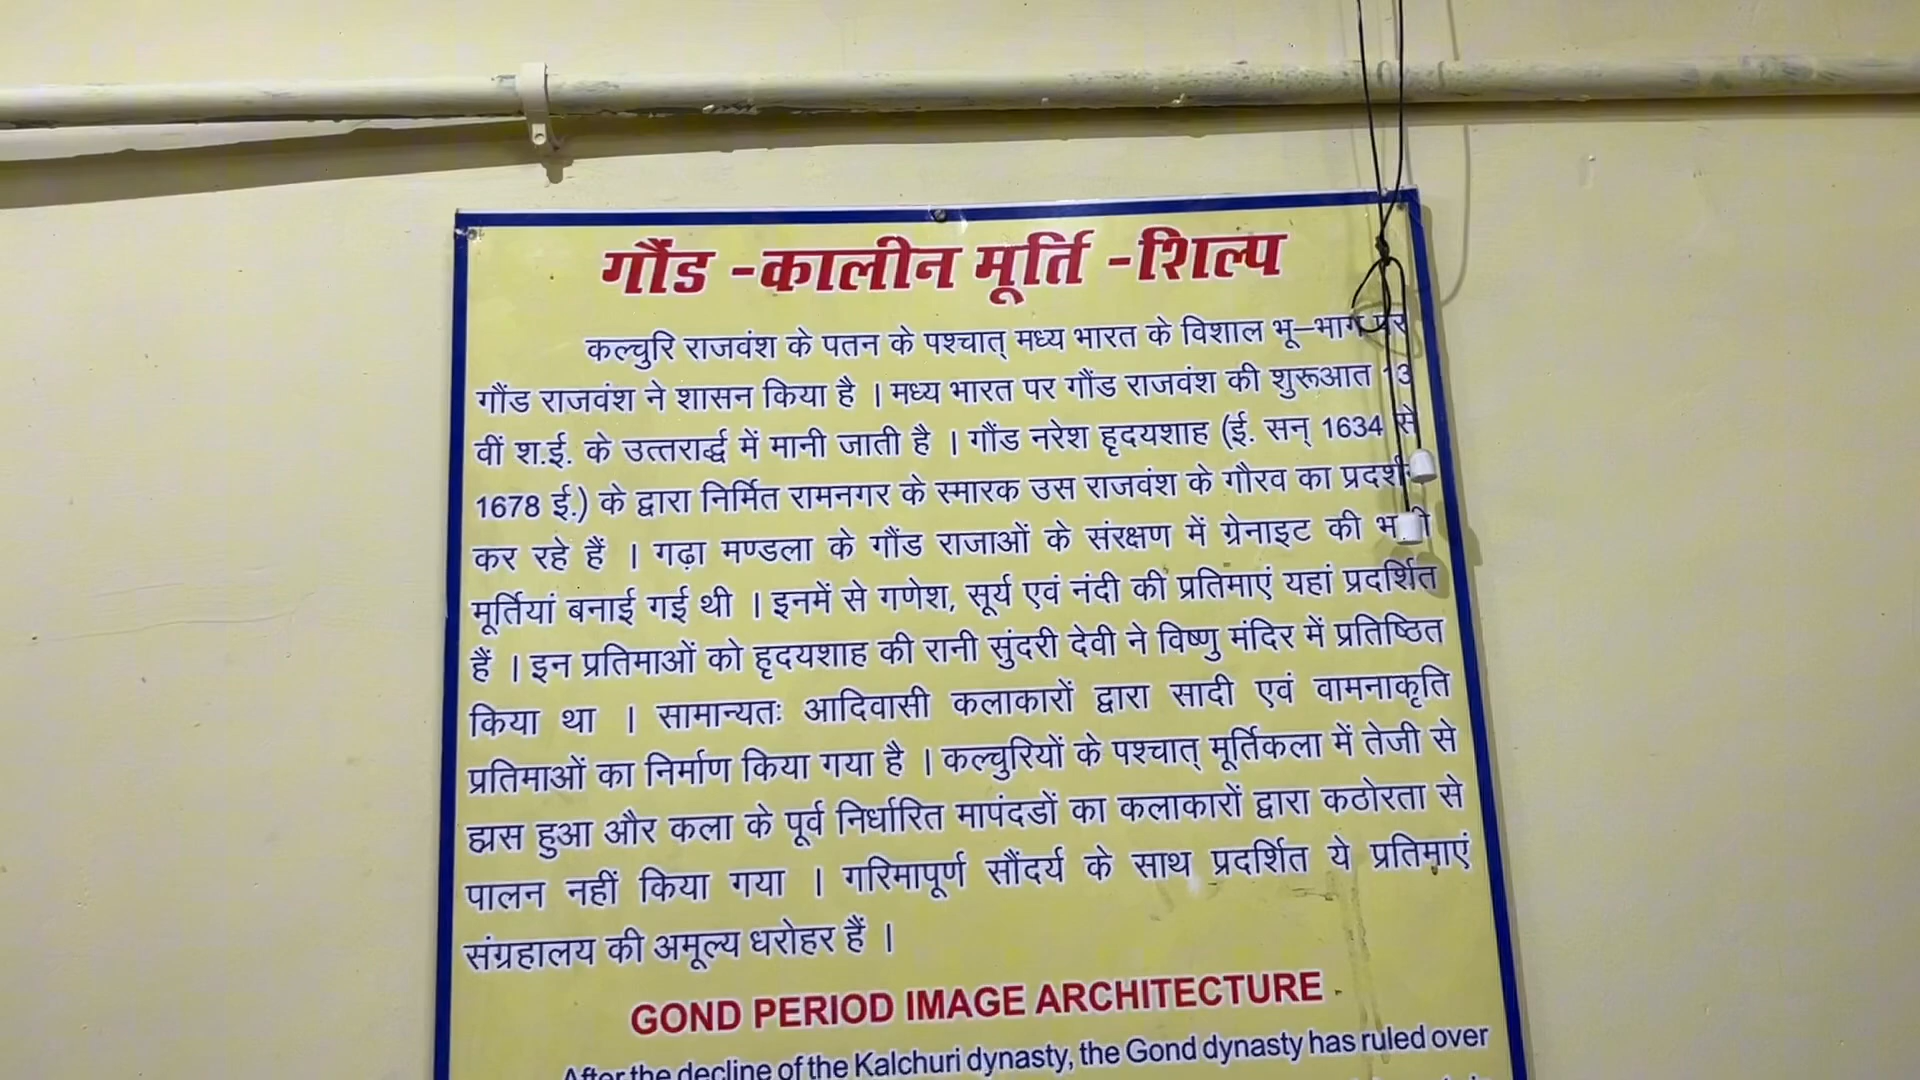 गौंड -कालीन मूर्ति -शिल्प
कल्चुरि राजवंश के पतन के पश्चात् मध्य भारत के विशाल भू–भाग पर
गौंड राजवंश ने शासन किया है । मध्य भारत पर गौंड राजवंश की शुरूआत 13
वीं श.ई. के उत्तरार्द्ध में मानी जाती है । गौंड नरेश हृदयशाह (ई. सन् 1634 से
1678 ई.) के द्वारा निर्मित रामनगर के स्मारक उस राजवंश के गौरव का प्रदर्शन
कर रहे हैं । गढ़ा मण्डला के गौंड राजाओं के संरक्षण में ग्रेनाइट की
मूर्तियां बनाई गई थी । इनमें से गणेश, सूर्य एवं नंदी की प्रतिमाएं यहां प्रदर्शित
हैं । इन प्रतिमाओं को हृदयशाह की रानी सुंदरी देवी ने विष्णु मंदिर में प्रतिष्ठित
किया था । सामान्यतः आदिवासी कलाकारों द्वारा सादी एवं वामनाकृति
प्रतिमाओं का निर्माण किया गया है । कल्चुरियों के पश्चात् मूर्तिकला में तेजी से
ह्रास हुआ और कला के पूर्व निर्धारित मापंदडों का कलाकारों द्वारा कठोरता से
पालन नहीं किया गया । गरिमापूर्ण सौंदर्य के साथ प्रदर्शित ये प्रतिमाएं
संग्रहालय की अमूल्य धरोहर हैं ।
GOND PERIOD IMAGE ARCHITECTURE
After the decline of the Kalchuri dynasty, the Gond dynasty has ruled over